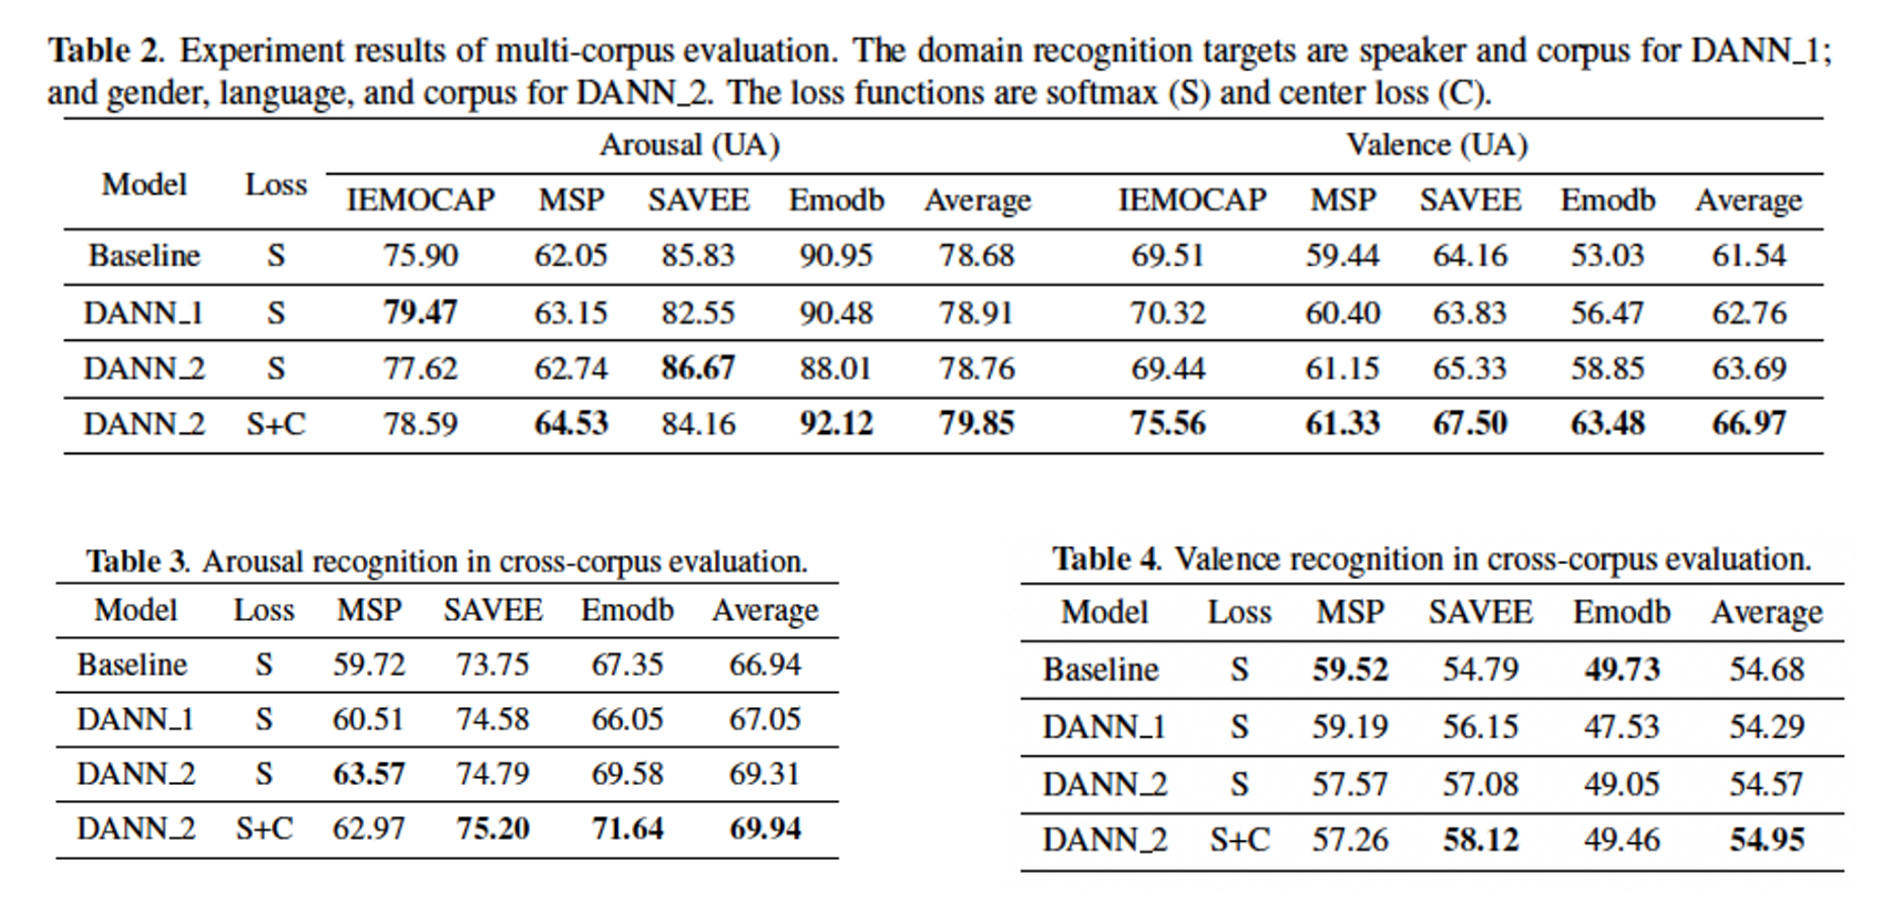 Table 2. Experiment results of multi-corpus evaluation. The domain recognition targets are speaker and corpus for DANN_1;
and gender, language, and corpus for DANN_2. The loss functions are softmax (S) and center loss (C).
Model Loss Arousal (UA) Valence (UA)
IEMOCAP MSP SAVEE Emodb Average IEMOCAP MSP SAVEE Emodb Average
Baseline S 75.90 62.05 85.83 90.95 78.68 69.51 59.44 64.16 53.03 61.54
DANN_1 S 79.47 63.15 82.55 90.48 78.91 70.32 60.40 63.83 56.47 62.76
DANN_2 S 77.62 62.74 86.67 88.01 78.76 69.44 61.15 65.33 58.85 63.69
DANN_2 S+C 78.59 64.53 84.16 92.12 79.85 75.56 61.33 67.50 63.48 66.97
Table 3. Arousal recognition in cross-corpus evaluation.
Model Loss MSP SAVEE Emodb Average
Baseline S 59.72 73.75 67.35 66.94
DANN_1 S 60.51 74.58 66.05 67.05
DANN_2 S 63.57 74.79 69.58 69.31
DANN_2 S+C 62.97 75.20 71.64 69.94
Table 4. Valence recognition in cross-corpus evaluation.
Model Loss MSP SAVEE Emodb Average
Baseline S 59.52 54.79 49.73 54.68
DANN_1 S 59.19 56.15 47.53 54.29
DANN_2 S 57.57 57.08 49.05 54.57
DANN_2 S+C 57.26 58.12 49.46 54.95